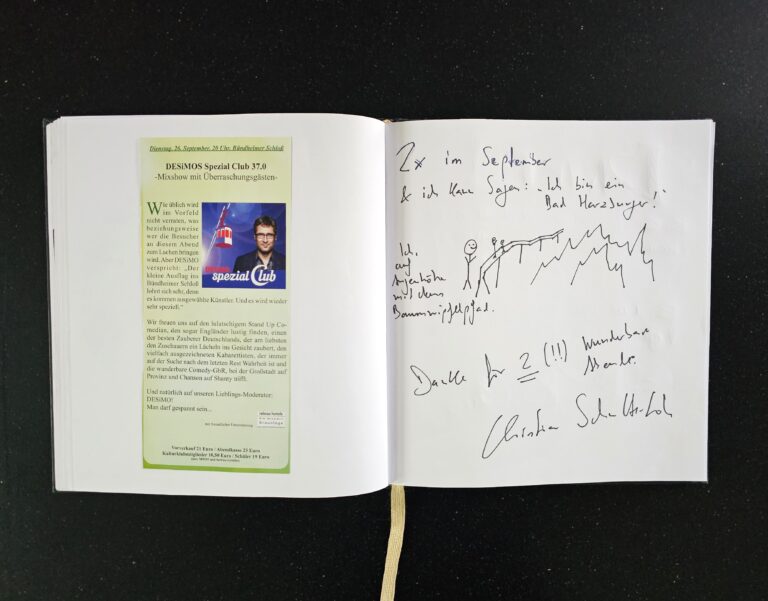 Dienstag, 26. September, 20 Uhr, Bündheimer Schloß
DESiMOS Spezial Club 37.0
-Mixshow mit Überraschungsgästen-
Wie üblich wird
im Vorfeld
nicht verraten, was
beziehungsweise
wer die Besucher
an diesem Abend
zum Lachen bringen
wird. Aber DESiMO
verspricht: „Der
kleine Ausflug ins
Bündheimer Schloß
lohnt sich sehr, denn
es kommen ausgewählte Künstler. Und es wird wieder
sehr speziell."
spezial Club
Wir freuen uns auf den
Comedian, den sogar Engländer lustig finden, einen
der besten Zauberer Deutschlands, der am liebsten
den Zuschauern ein Lächeln ins Gesicht zaubert, den
vielfach ausgezeichneten Kabarettisten, der immer
auf der Suche nach dem letzten Rest Wahrheit ist und
die wunderbare Comedy-GbR, bei der Großstadt auf
Provinz und Chanson auf Shanty trifft.
Und natürlich auf unseren Lieblings-Moderator:
DESiMO!
Man darf gespannt sein...
mit freundlicher Unterstützung
Vorverkauf 21 Euro / Abendkasse 23 Euro
Kulturklubmitglieder 18,50 Euro / Schüler 19 Euro
2x im September
& ich kann sagen: „Ich bin ein
Bad Harzburger!"
Ich,
auf
Augenhöhe
mit dem
Baumwipfelpfad.
Danke für 2 (!!) wunderbare
Abende.
Christian